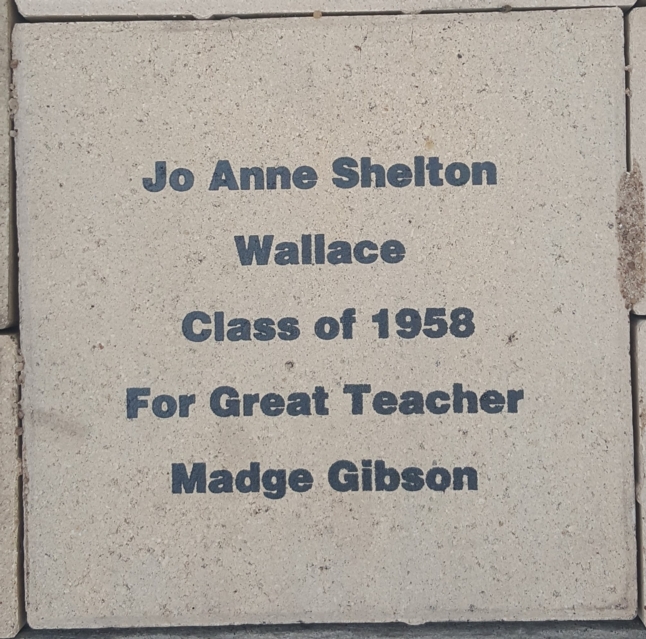 Jo Anne Shelton
Wallace
Class of 1958
For Great Teacher
Madge Gibson